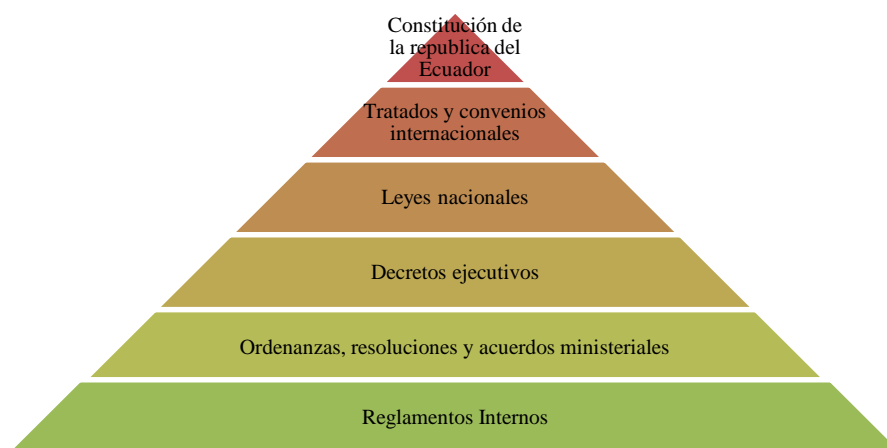 Constitución de
la republica del
Ecuador
Tratados y convenios
internacionales
Leyes nacionales
Decretos ejecutivos
Ordenanzas, resoluciones y acuerdos ministeriales
Reglamentos Internos